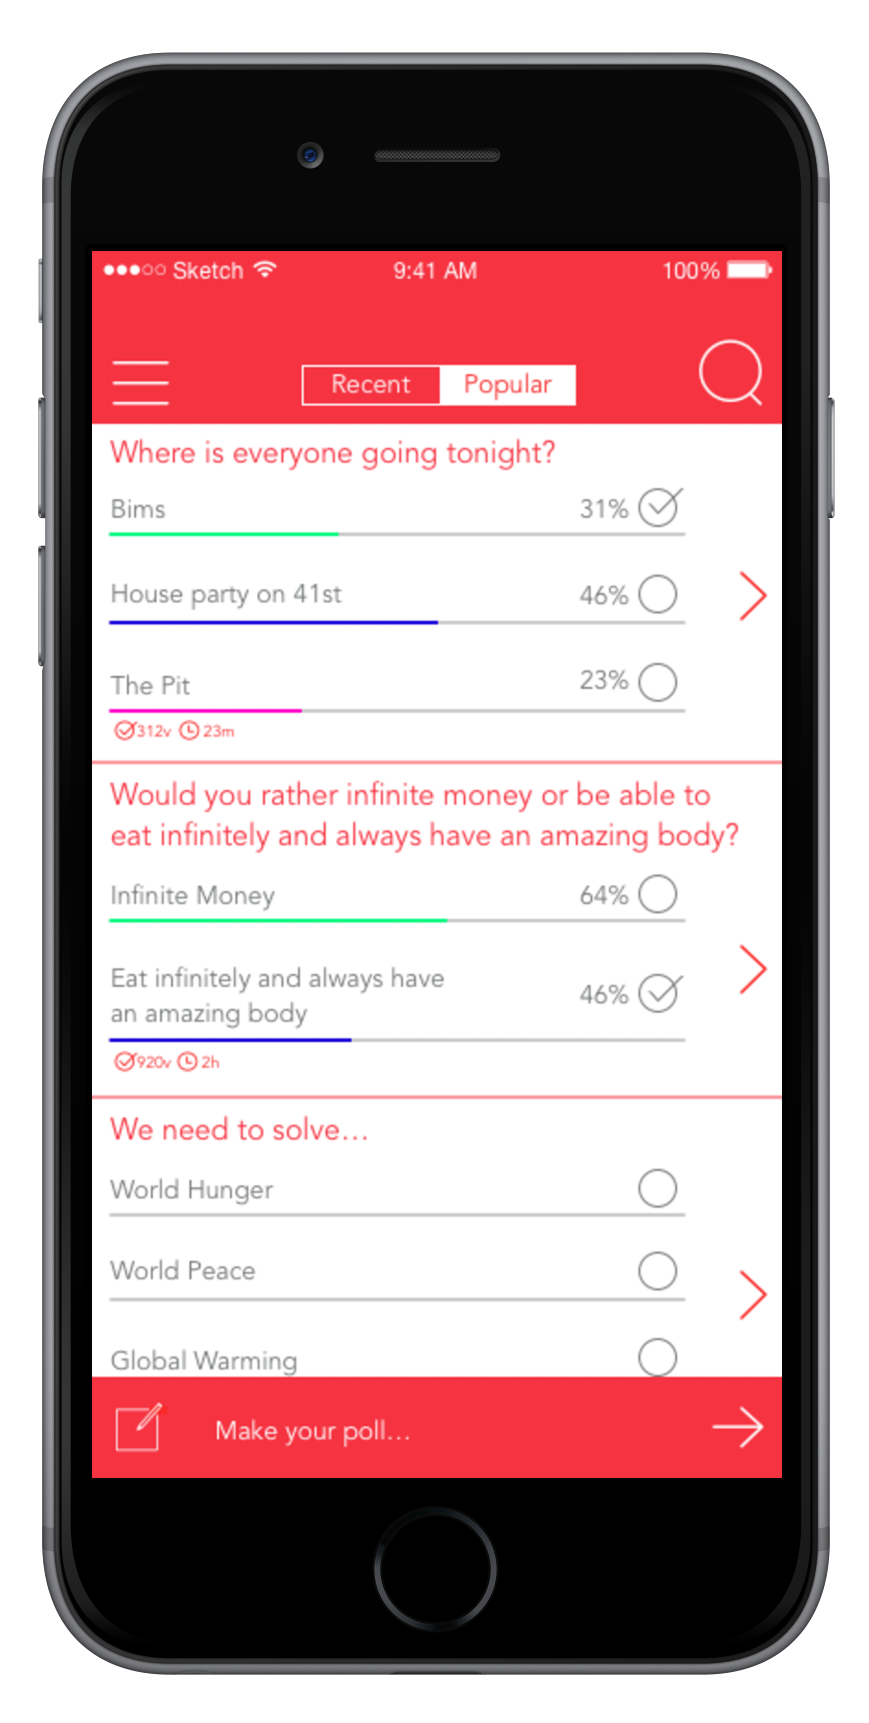 Sketch 9:41 AM 100%
Recent Popular
Where is everyone going tonight?
Bims 31%
House party on 41st 46%
The Pit 23%
312v 23m
Would you rather infinite money or be able to
eat infinitely and always have an amazing body?
Infinite Money 64%
Eat infinitely and always have
an amazing body 46%
920v 2h
We need to solve...
World Hunger
World Peace
Global Warming
Make your poll...